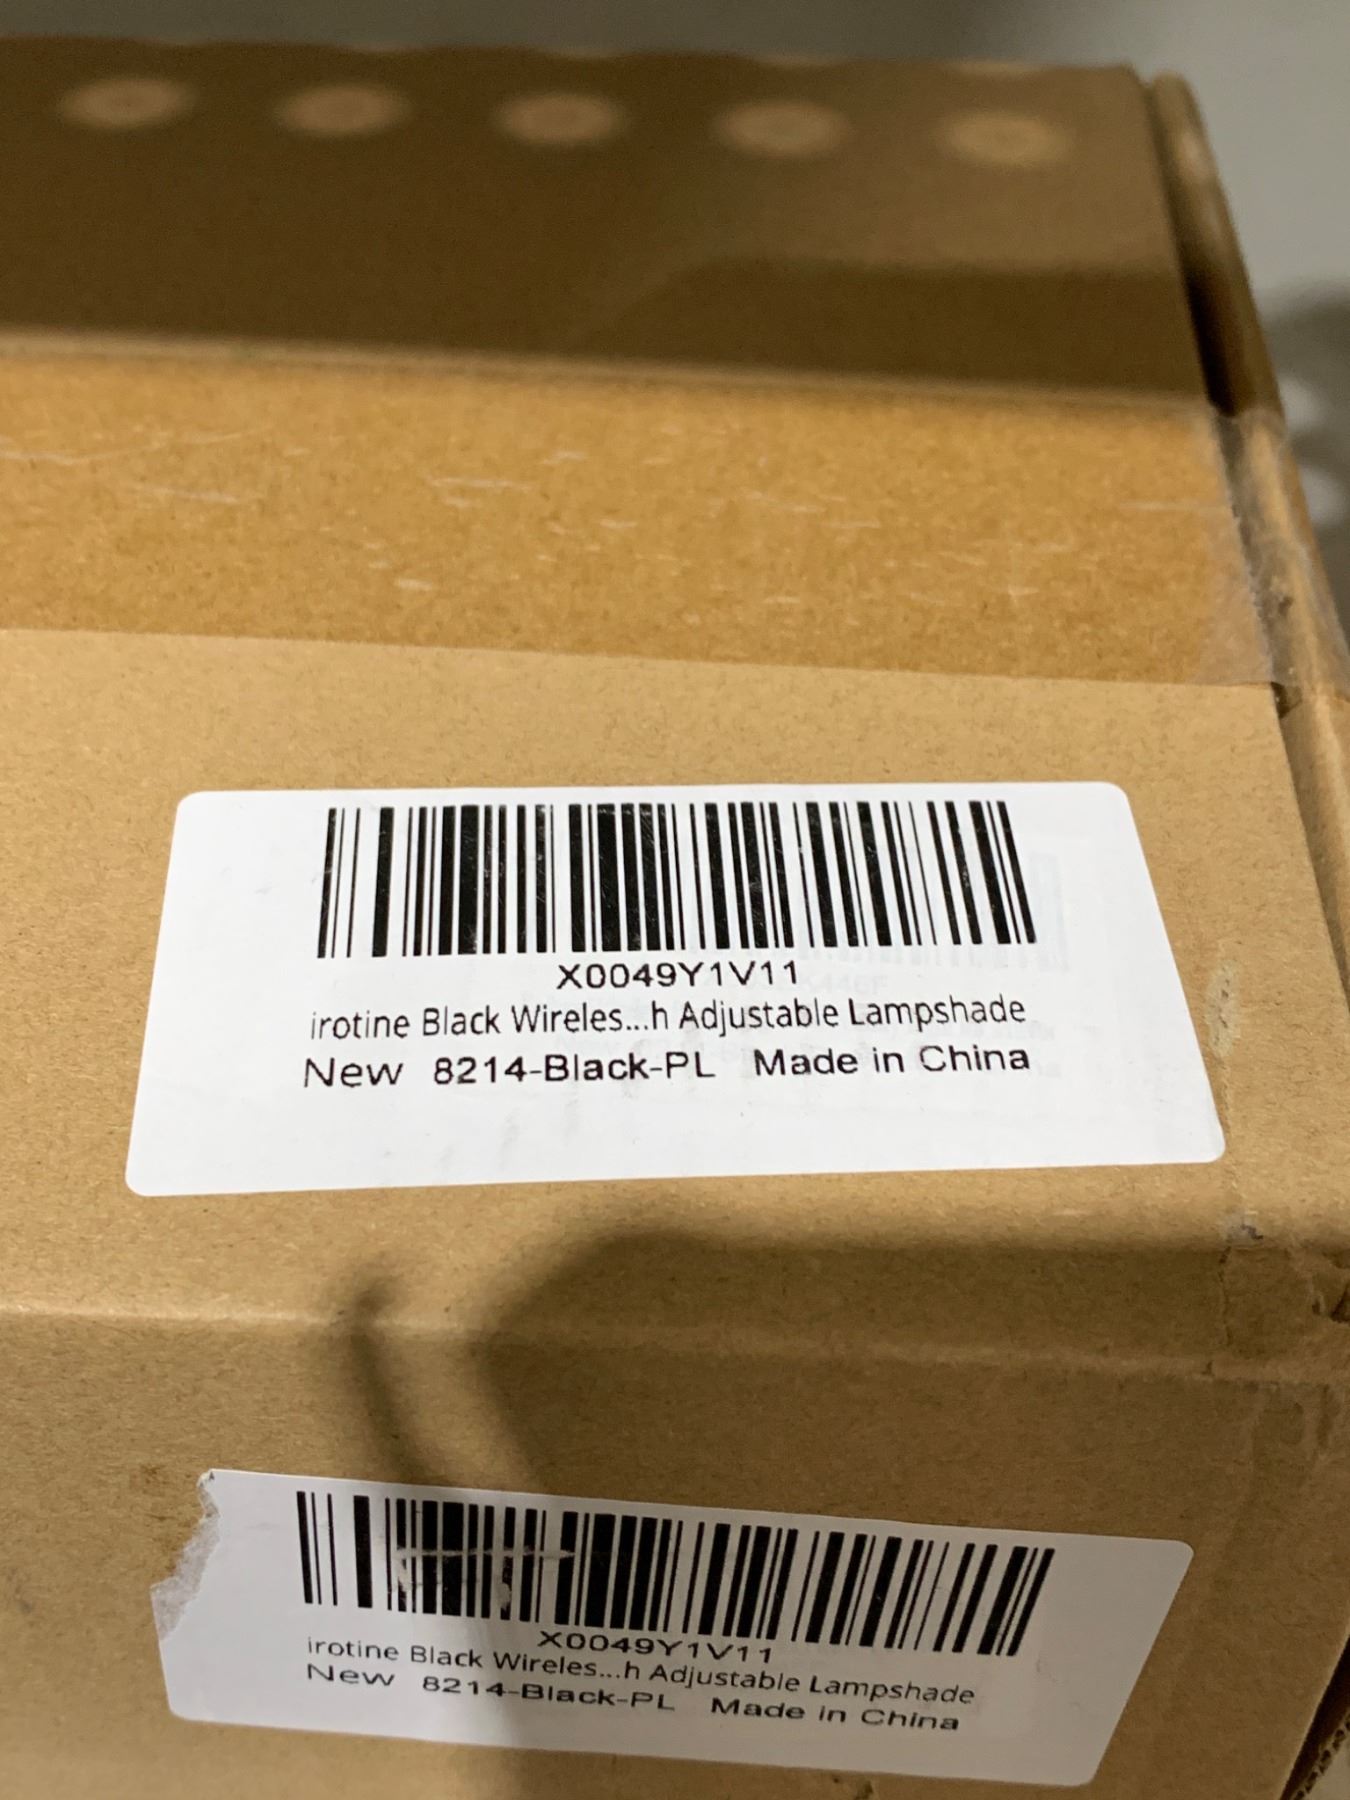 X0049Y1V11
irotine Black Wireles...h Adjustable Lampshade
New 8214-Black-PL Made in China
X0049Y1V11
irotine Black Wireles...h Adjustable Lampshade
New 8214-Black-PL Made in China